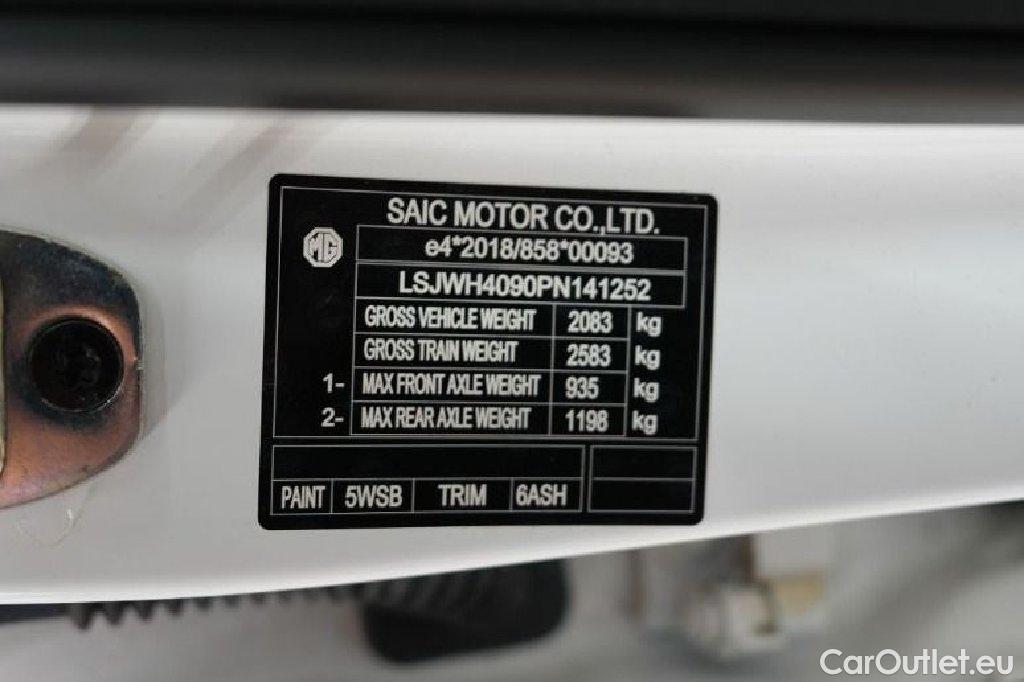 SAIC MOTOR CO.,LTD.
MG
e4*2018/858*00093
LSJWH4090PN141252
GROSS VEHICLE WEIGHT 2083 kg
GROSS TRAIN WEIGHT 2583 kg
1- MAX FRONT AXLE WEIGHT 935 kg
2- MAX REAR AXLE WEIGHT 1198 kg
PAINT 5WSB TRIM 6ASH
CarOutlet.eu